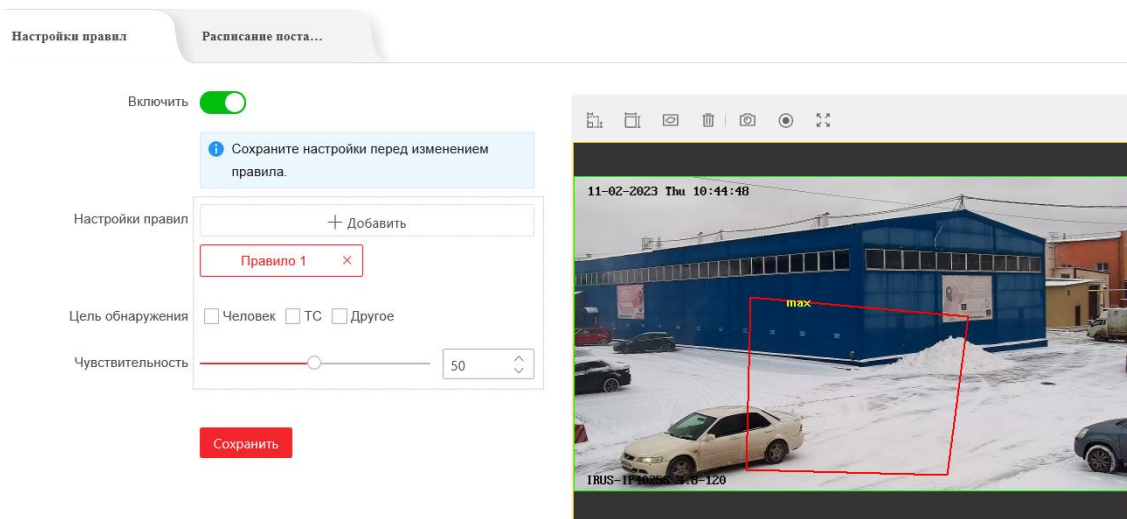 Настройки правил
Расписание поста...
Включить
Сохраните настройки перед изменением
правила.
Настройки правил
Добавить
Правило 1
Цель обнаружения Человек ТС Другое
Чувствительность 50
Сохранить
11-02-2023 Thu 10:44:48
max